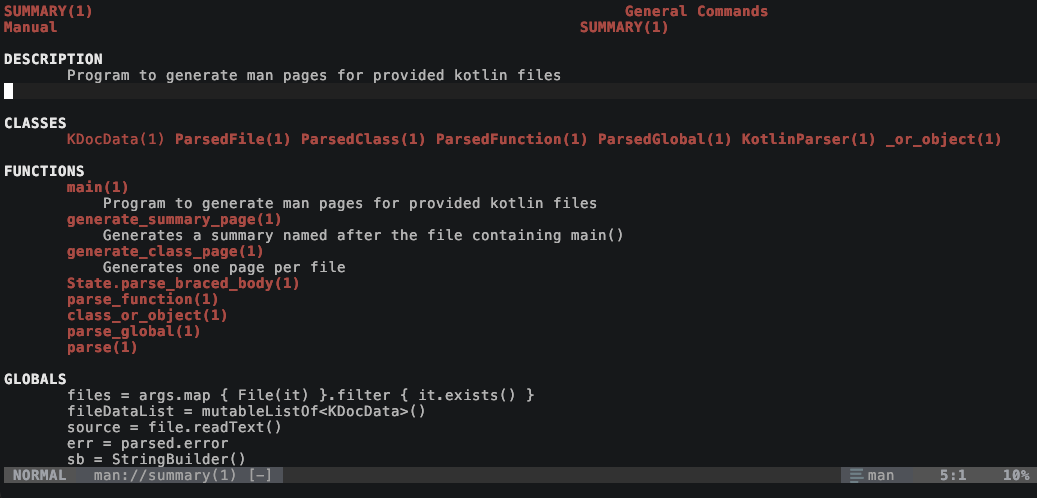 SUMMARY(1) General Commands
Manual SUMMARY(1)
DESCRIPTION
Program to generate man pages for provided kotlin files
CLASSES
KDocData(1) ParsedFile(1) ParsedClass(1) ParsedFunction(1) ParsedGlobal(1) KotlinParser(1) _or_object(1)
FUNCTIONS
main(1)
Program to generate man pages for provided kotlin files
generate_summary_page(1)
Generates a summary named after the file containing main()
generate_class_page(1)
Generates one page per file
State.parse_braced_body(1)
parse_function(1)
class_or_object(1)
parse_global(1)
parse(1)
GLOBALS
files = args.map { File(it) }.filter { it.exists() }
fileDataList = mutableListOf<KDocData>()
source = file.readText()
err = parsed.error
sb = StringBuilder()
NORMAL man://summary(1) [-] man 5:1 10%